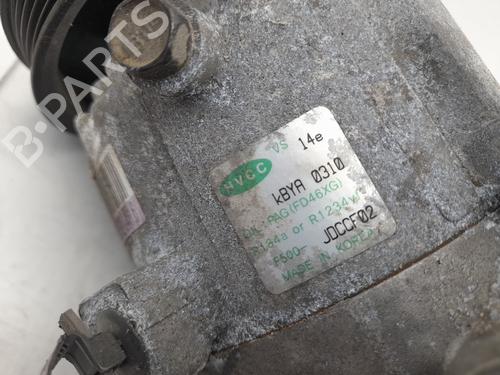 VS 14e
HVCC
kBYA 0310
OIL PAG(FD46XG)
R134a or R1234yf
F500- JDCCF02
MADE IN KOREA
B-PARTS